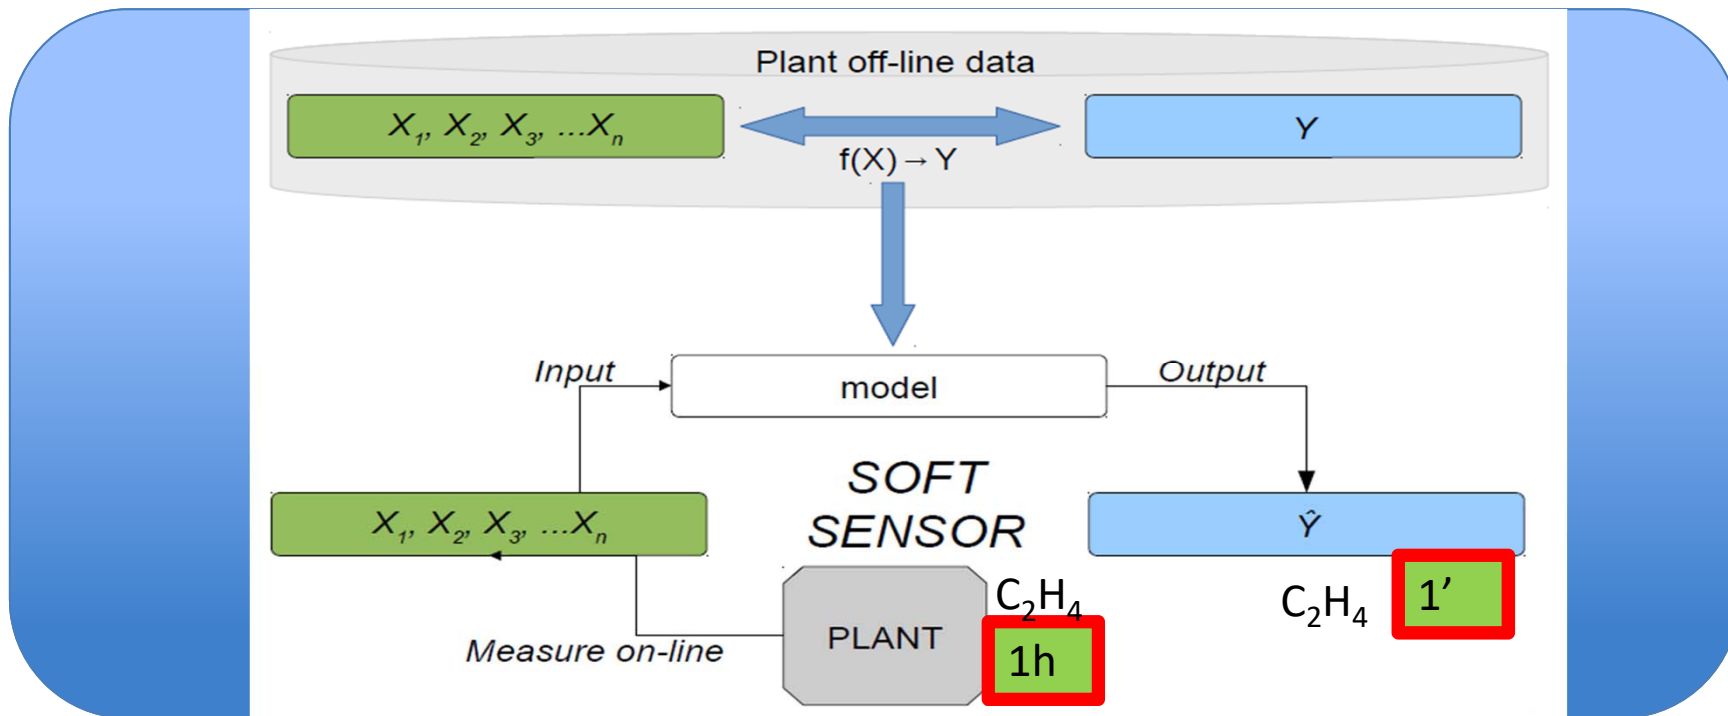 Plant off-line data
X₁, X₂, X₃, ...Xₙ
Y
f(X)→Y
Input
model
Output
SOFT
SENSOR
X₁, X₂, X₃, ...Xₙ
Ŷ
C₂H₄
1h
C₂H₄
1’
PLANT
Measure on-line